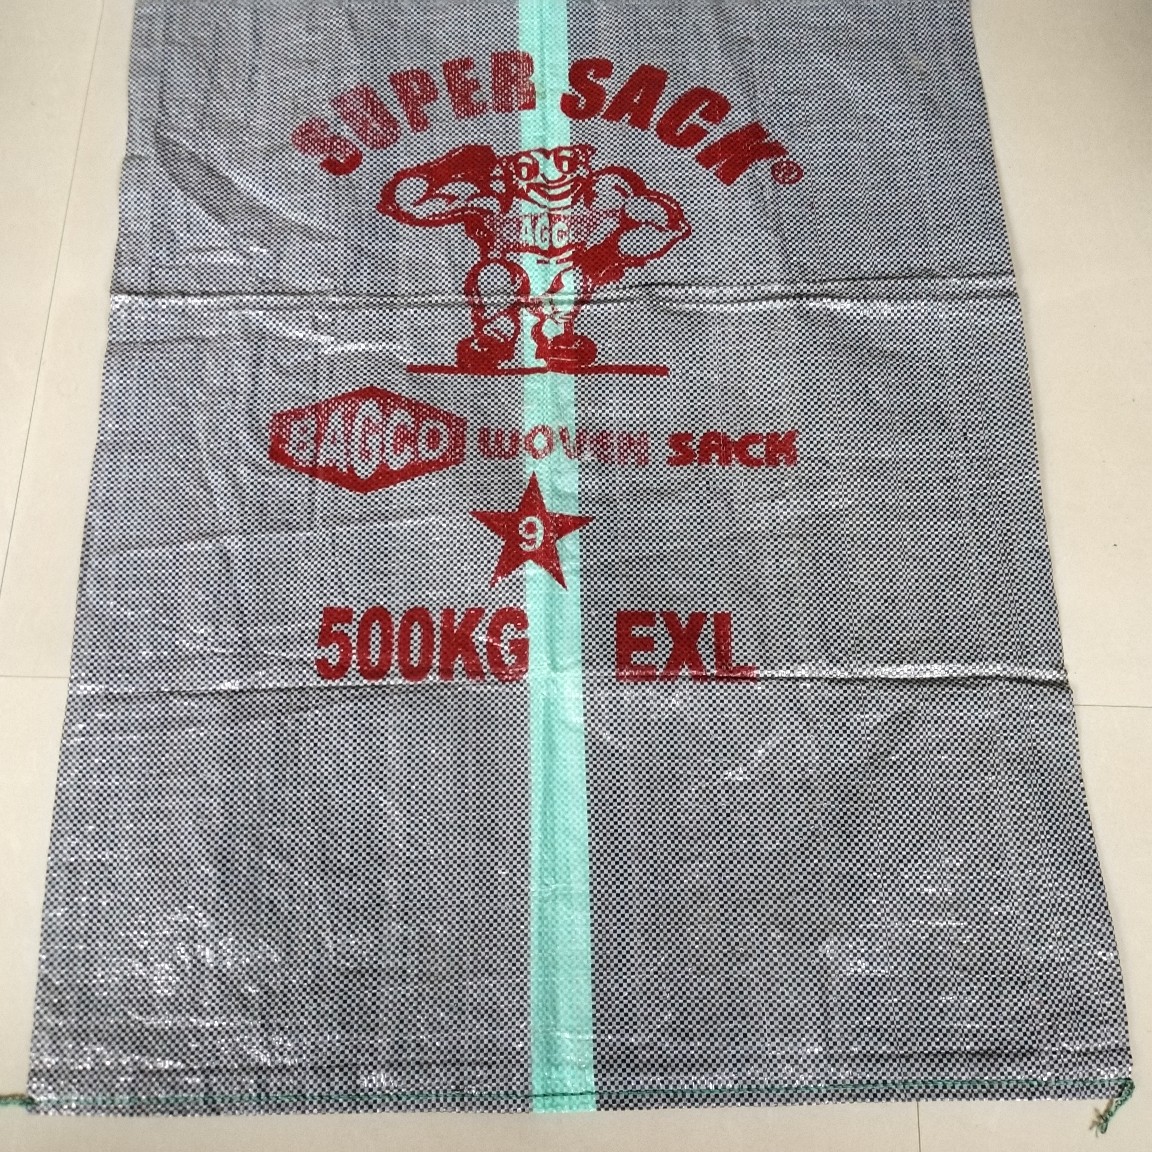 SUPER SACK®
BAGCO
BAGCO WOVEN SACK
9
500KG EXL